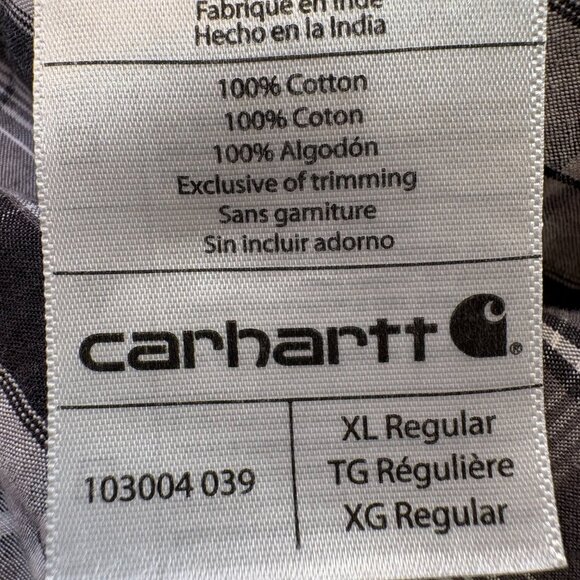 Fabriqué en Inde
Hecho en la India
100% Cotton
100% Coton
100% Algodón
Exclusive of trimming
Sans garniture
Sin incluir adorno
carhartt ®
103004 039
XL Regular
TG Régulière
XG Regular